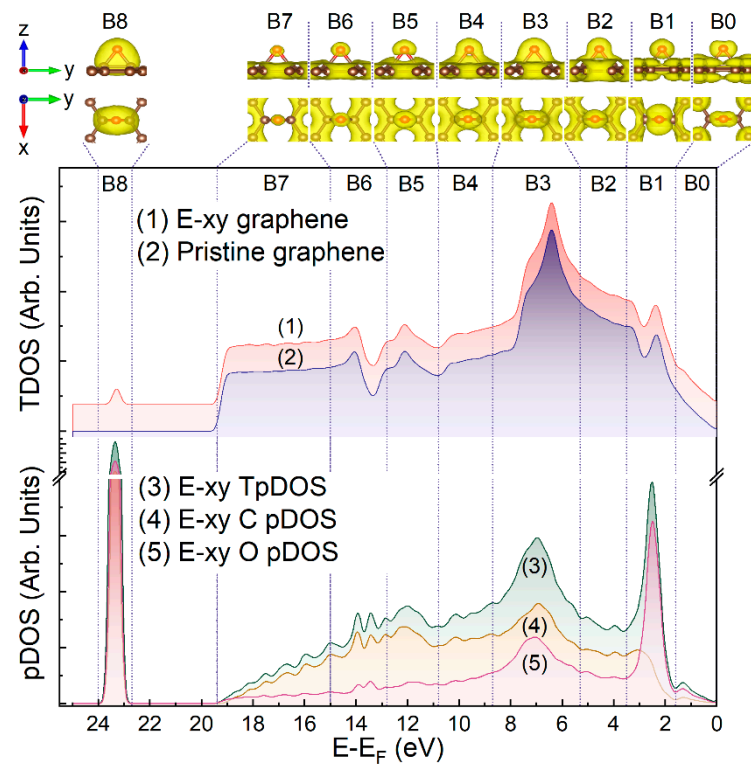 B8 B7 B6 B5 B4 B3 B2 B1 B0
z
y
y
x
B8 B7 B6 B5 B4 B3 B2 B1 B0
(1) E-xy graphene
(2) Pristine graphene
(1)
(2)
TDOS (Arb. Units)
(3) E-xy TpDOS
(4) E-xy C pDOS
(5) E-xy O pDOS
(3)
(4)
(5)
pDOS (Arb. Units)
24 22 20 18 16 14 12 10 8 6 4 2 0
E-EF (eV)